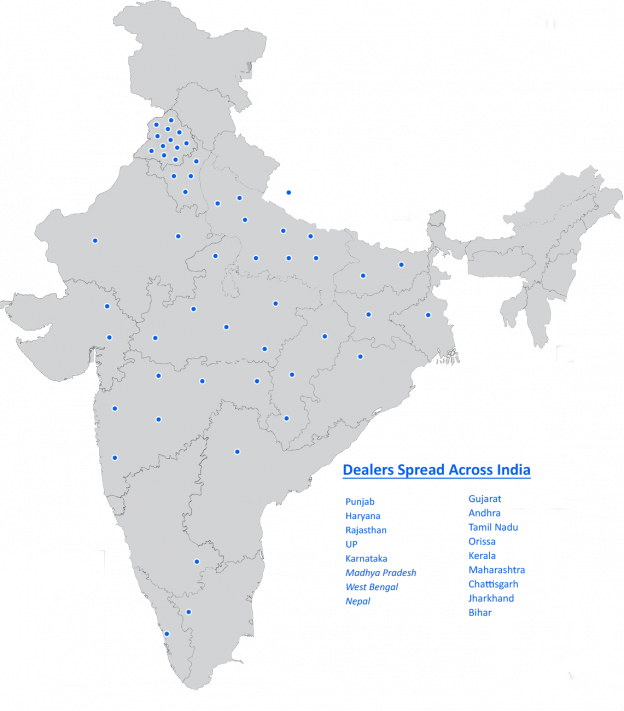 Dealers Spread Across India
Punjab
Haryana
Rajasthan
UP
Karnataka
Madhya Pradesh
West Bengal
Nepal
Gujarat
Andhra
Tamil Nadu
Orissa
Kerala
Maharashtra
Chattisgarh
Jharkhand
Bihar